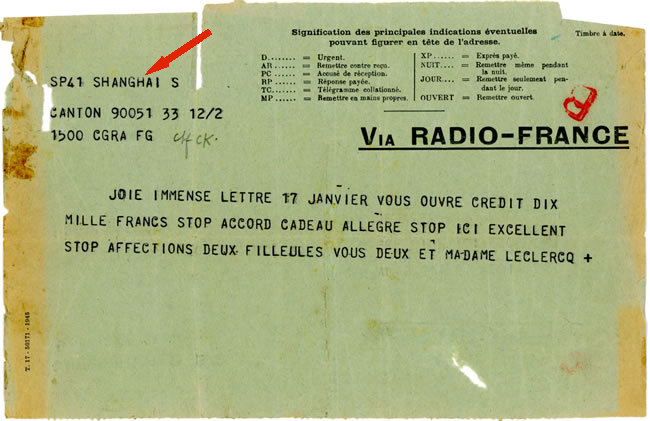 Signification des principales indications éventuelles
pouvant figurer en tête de l'adresse.
Timbre à date.
D....... = Urgent.
AR....... = Remettre contre reçu.
PC....... = Accusé de réception.
RP....... = Réponse payée.
TC....... = Télégramme collationné.
MP....... = Remettre en mains propres.
XP....... = Exprès payé.
NUIT.... = Remettre même pendant
la nuit.
JOUR.... = Remettre seulement pen-
dant le jour.
OUVERT = Remettre ouvert.
SP41 SHANGHAI S
CANTON 90051 33 12/2
1500 CGRA FG
VIA RADIO-FRANCE
JOIE IMMENSE LETTRE 17 JANVIER VOUS OUVRE CREDIT DIX
MILLE FRANCS STOP ACCORD CADEAU ALLEGRE STOP ICI EXCELLENT
STOP AFFECTIONS DEUX FILLEULES VOUS DEUX ET MADAME LECLERCQ +